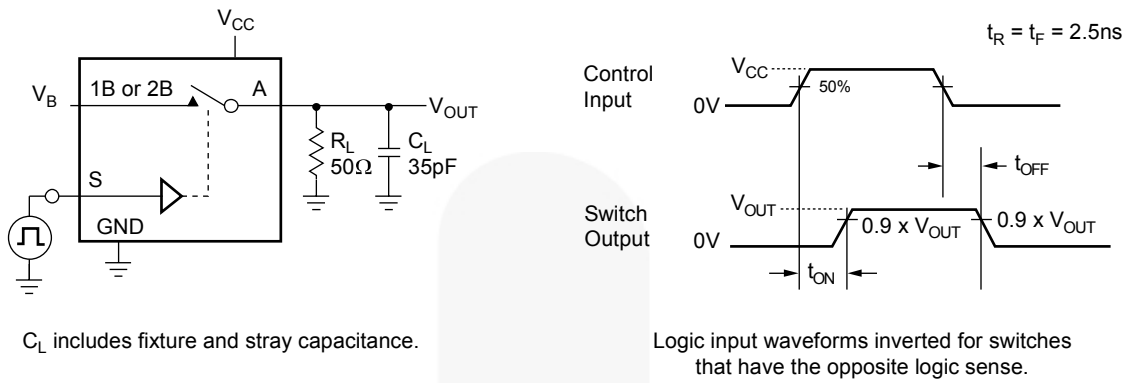 V_CC
V_B
1B or 2B
A
V_OUT
R_L
50Ω
C_L
35pF
S
GND
C_L includes fixture and stray capacitance.
t_R = t_F = 2.5ns
Control
Input
V_CC
50%
0V
t_OFF
Switch
Output
V_OUT
0V
0.9 x V_OUT
0.9 x V_OUT
t_ON
Logic input waveforms inverted for switches
that have the opposite logic sense.